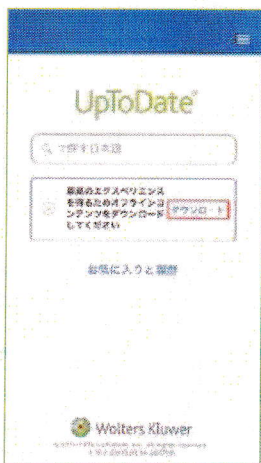 UpToDate®
で探す日本語
最高のエクスペリエンス
を得るためのオフラインコ
ンテンツをダウンロード
してください
ダウンロード
お気に入りと履歴
Wolters Kluwer